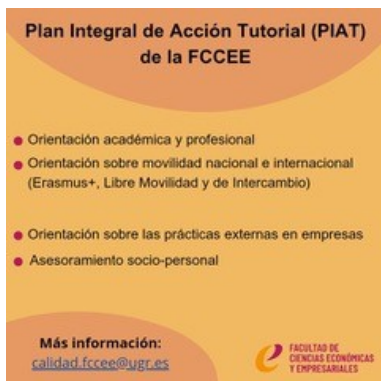 Plan Integral de Acción Tutorial (PIAT)
de la FCCEE
Orientación académica y profesional
Orientación sobre movilidad nacional e internacional
(Erasmus+, Libre Movilidad y de Intercambio)
Orientación sobre las prácticas externas en empresas
Asesoramiento socio-personal
Más información:
calidad.fccee@ugr.es
FACULTAD DE
CIENCIAS ECONÓMICAS
Y EMPRESARIALES